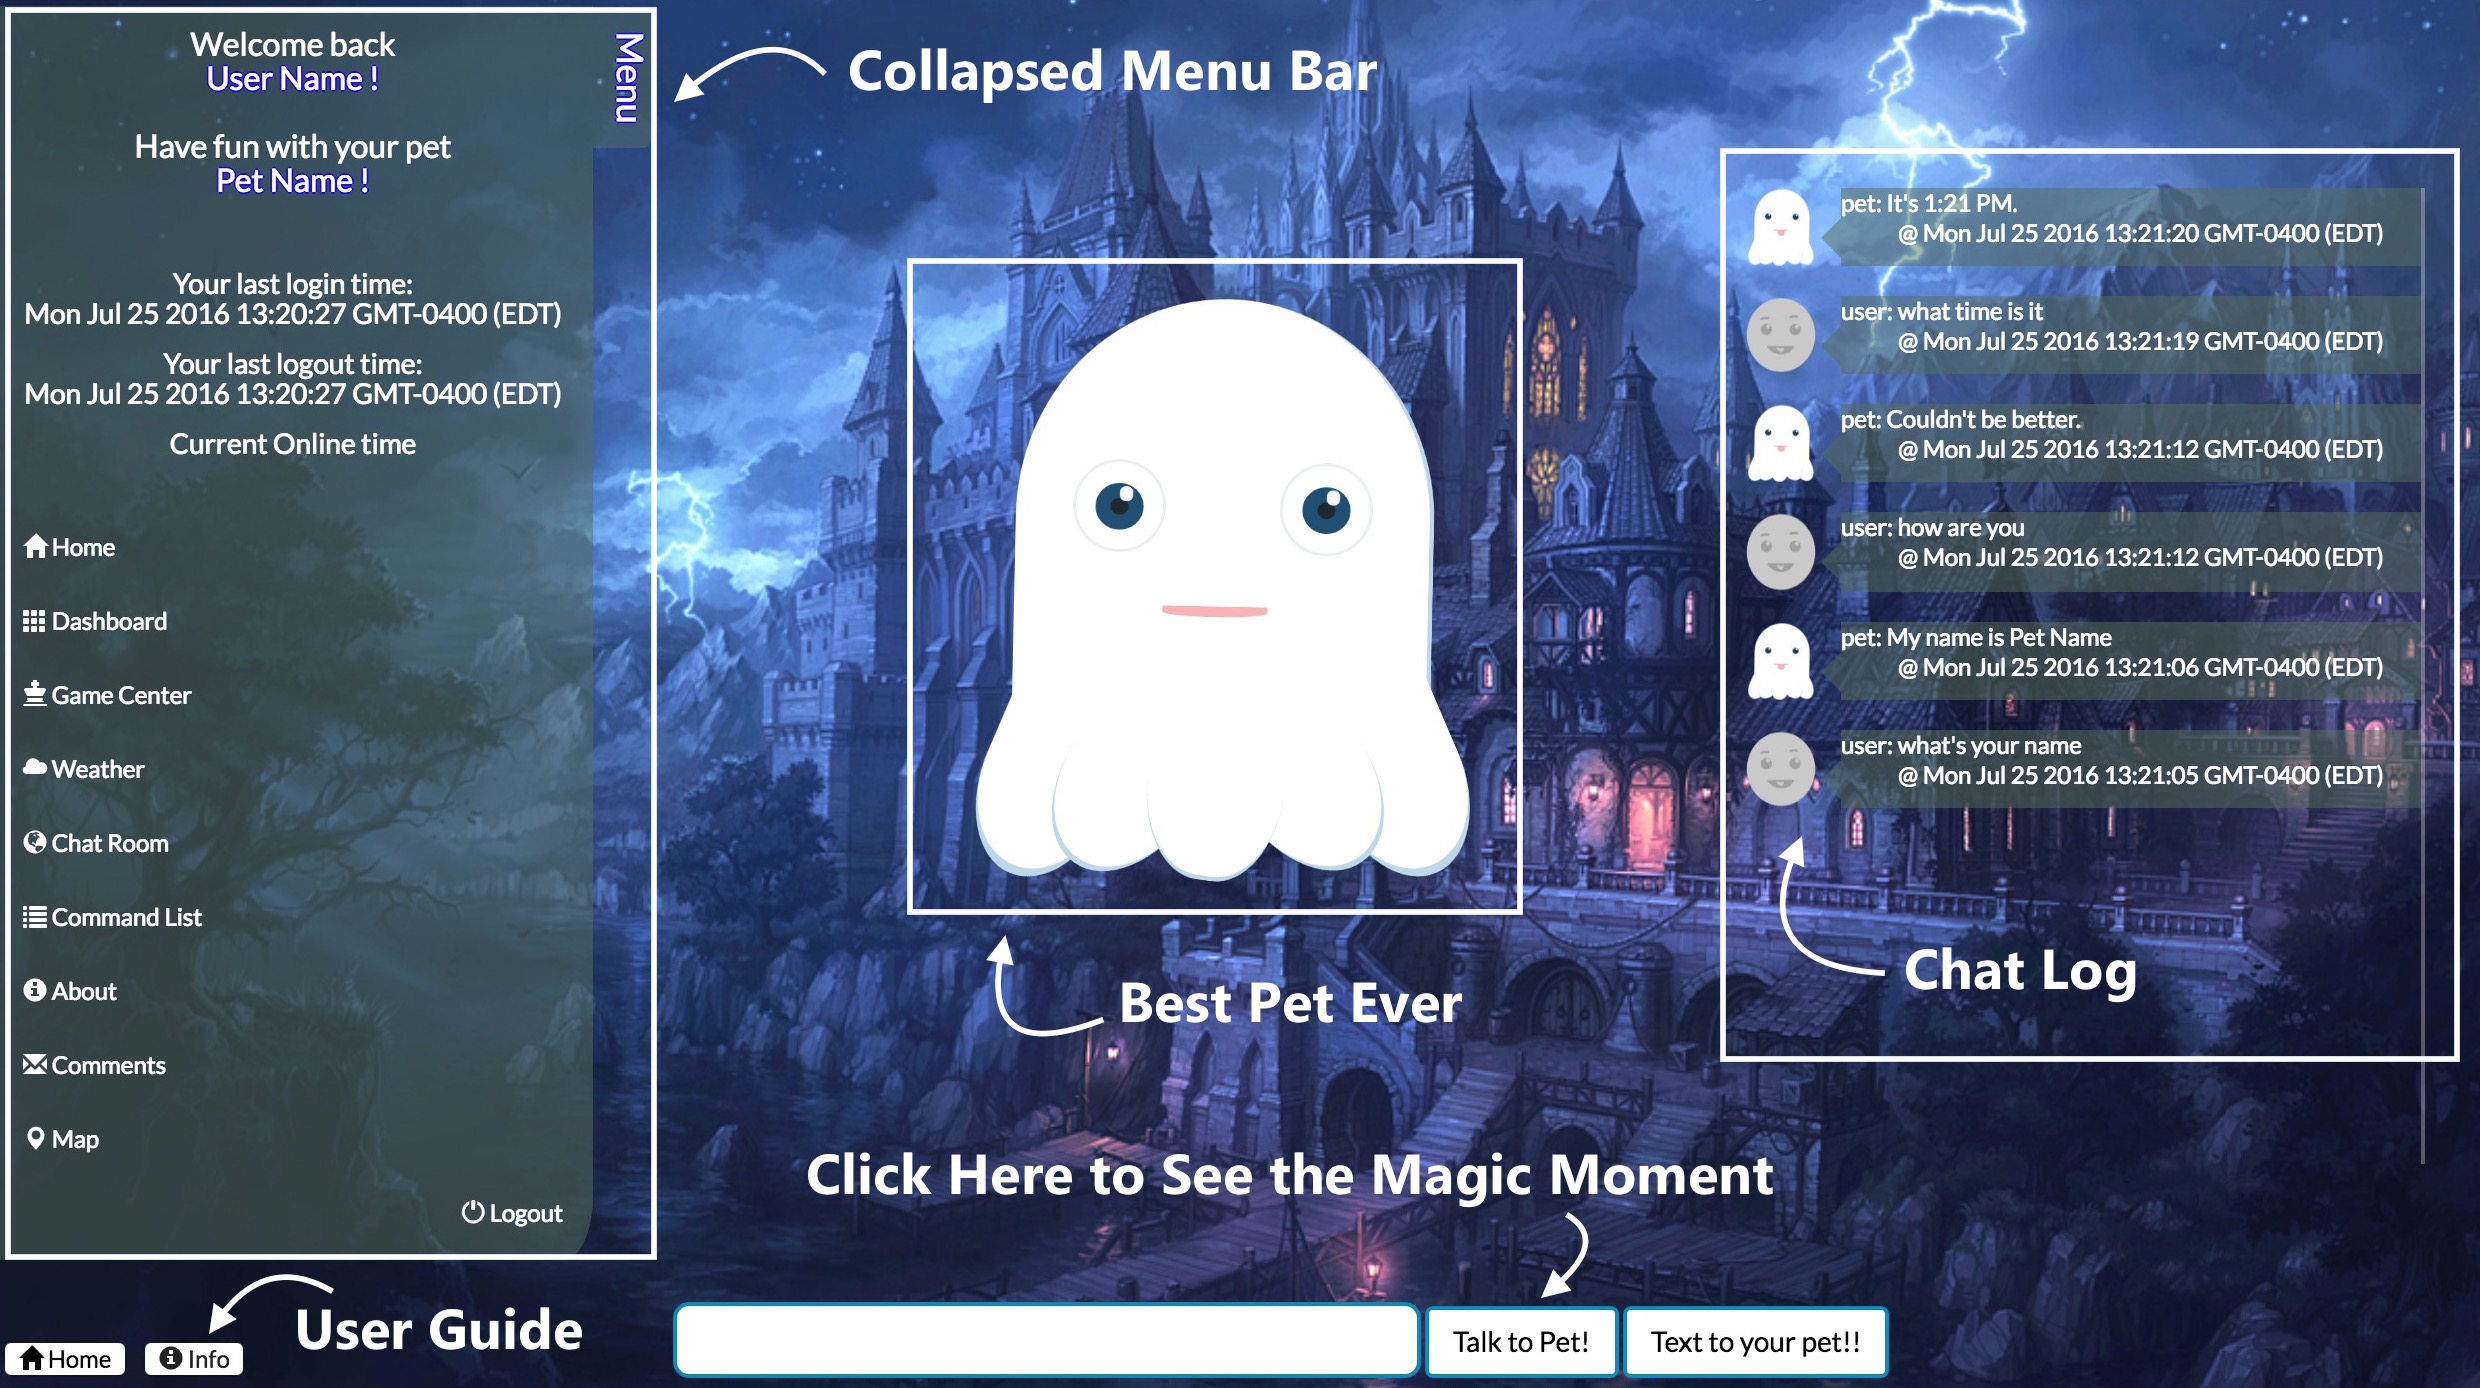 Welcome back
User Name !
Have fun with your pet
Pet Name !
Your last login time:
Mon Jul 25 2016 13:20:27 GMT-0400 (EDT)
Your last logout time:
Mon Jul 25 2016 13:20:27 GMT-0400 (EDT)
Current Online time
Home
Dashboard
Game Center
Weather
Chat Room
Command List
About
Comments
Map
Logout
Menu
Collapsed Menu Bar
Best Pet Ever
pet: It's 1:21 PM.
@ Mon Jul 25 2016 13:21:20 GMT-0400 (EDT)
user: what time is it
@ Mon Jul 25 2016 13:21:19 GMT-0400 (EDT)
pet: Couldn't be better.
@ Mon Jul 25 2016 13:21:12 GMT-0400 (EDT)
user: how are you
@ Mon Jul 25 2016 13:21:12 GMT-0400 (EDT)
pet: My name is Pet Name
@ Mon Jul 25 2016 13:21:06 GMT-0400 (EDT)
user: what's your name
@ Mon Jul 25 2016 13:21:05 GMT-0400 (EDT)
Chat Log
Click Here to See the Magic Moment
User Guide
Home
Info
Talk to Pet!
Text to your pet!!